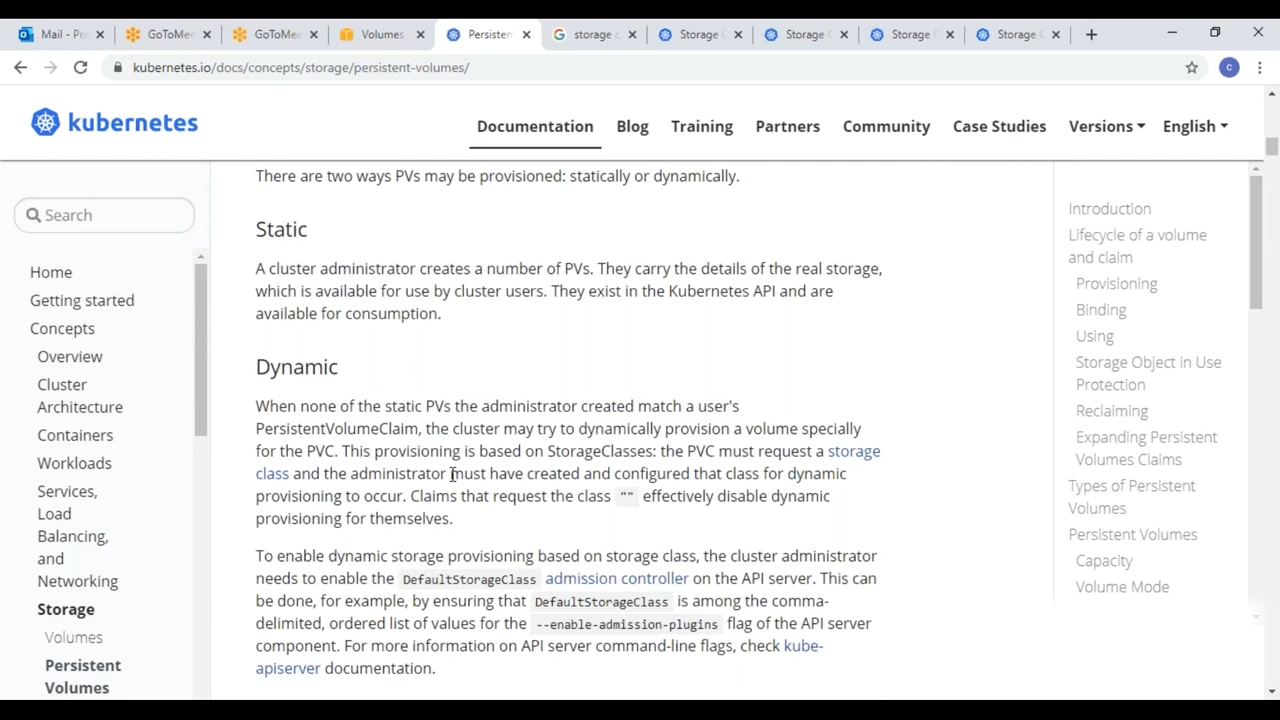 Mail - Pra
GoToMee
GoToMee
Volumes
Persisten
storage c
Storage C
Storage C
Storage C
Storage C
kubernetes.io/docs/concepts/storage/persistent-volumes/
C
kubernetes
Documentation
Blog
Training
Partners
Community
Case Studies
Versions
English
Search
Home
Getting started
Concepts
Overview
Cluster
Architecture
Containers
Workloads
Services,
Load
Balancing,
and
Networking
Storage
Volumes
Persistent
Volumes
There are two ways PVs may be provisioned: statically or dynamically.
Static
A cluster administrator creates a number of PVs. They carry the details of the real storage,
which is available for use by cluster users. They exist in the Kubernetes API and are
available for consumption.
Dynamic
When none of the static PVs the administrator created match a user's
PersistentVolumeClaim, the cluster may try to dynamically provision a volume specially
for the PVC. This provisioning is based on StorageClasses: the PVC must request a storage
class and the administrator must have created and configured that class for dynamic
provisioning to occur. Claims that request the class "" effectively disable dynamic
provisioning for themselves.
To enable dynamic storage provisioning based on storage class, the cluster administrator
needs to enable the DefaultStorageClass admission controller on the API server. This can
be done, for example, by ensuring that DefaultStorageClass is among the comma-
delimited, ordered list of values for the --enable-admission-plugins flag of the API server
component. For more information on API server command-line flags, check kube-
apiserver documentation.
Introduction
Lifecycle of a volume
and claim
Provisioning
Binding
Using
Storage Object in Use
Protection
Reclaiming
Expanding Persistent
Volumes Claims
Types of Persistent
Volumes
Persistent Volumes
Capacity
Volume Mode